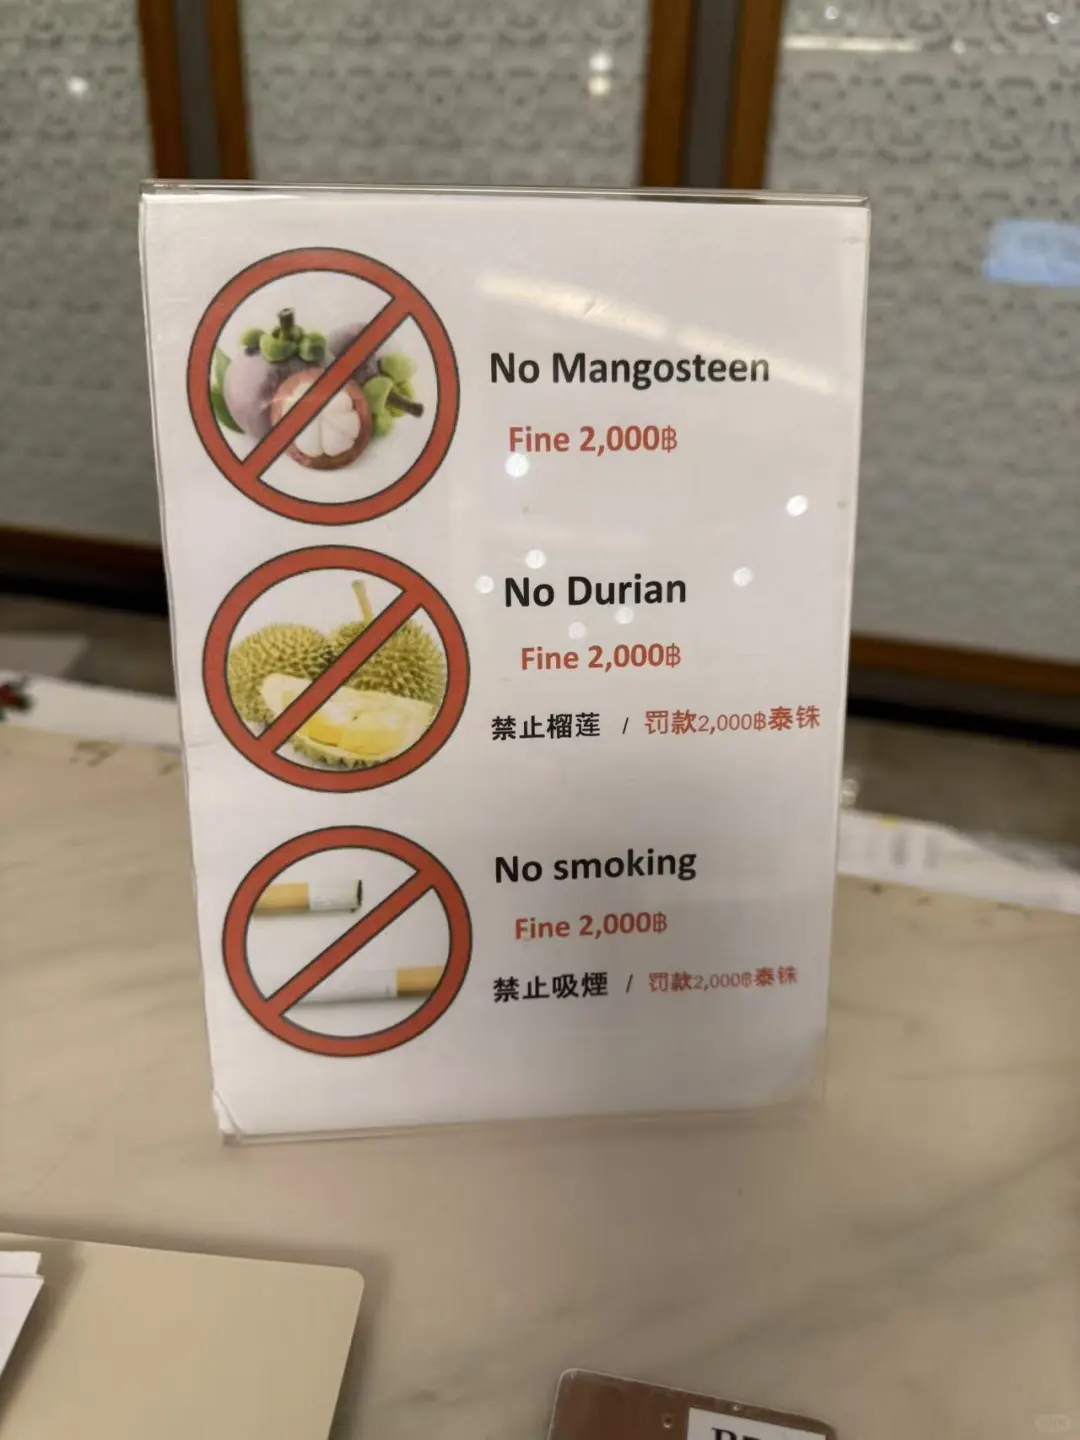 No Mangosteen
Fine 2,000฿
No Durian
Fine 2,000฿
禁止榴莲 / 罚款2,000฿泰铢
No smoking
Fine 2,000฿
禁止吸煙 / 罚款2,000฿泰铢